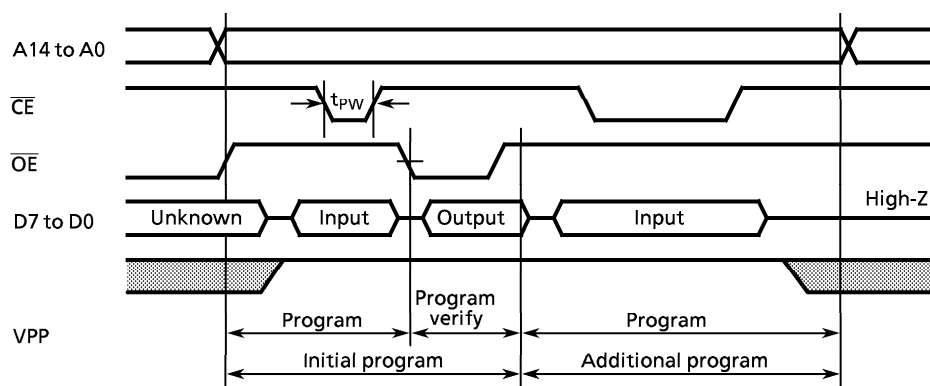 A14 to A0
CE
tPW
OE
High-Z
D7 to D0
Unknown
Input
Output
Input
Program
Program
verify
Program
VPP
Initial program
Additional program